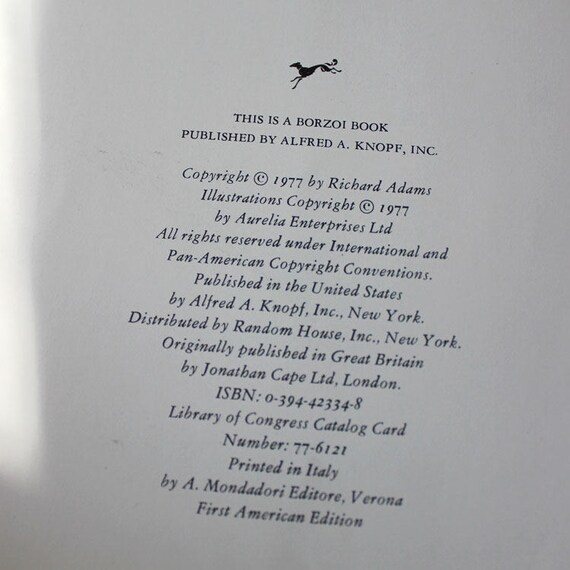 THIS IS A BORZOI BOOK
PUBLISHED BY ALFRED A. KNOPF, INC.
Copyright © 1977 by Richard Adams
Illustrations Copyright © 1977
by Aurelia Enterprises Ltd
All rights reserved under International and
Pan-American Copyright Conventions.
Published in the United States
by Alfred A. Knopf, Inc., New York.
Distributed by Random House, Inc., New York.
Originally published in Great Britain
by Jonathan Cape Ltd, London.
ISBN: 0-394-42334-8
Library of Congress Catalog Card
Number: 77-6121
Printed in Italy
by A. Mondadori Editore, Verona
First American Edition